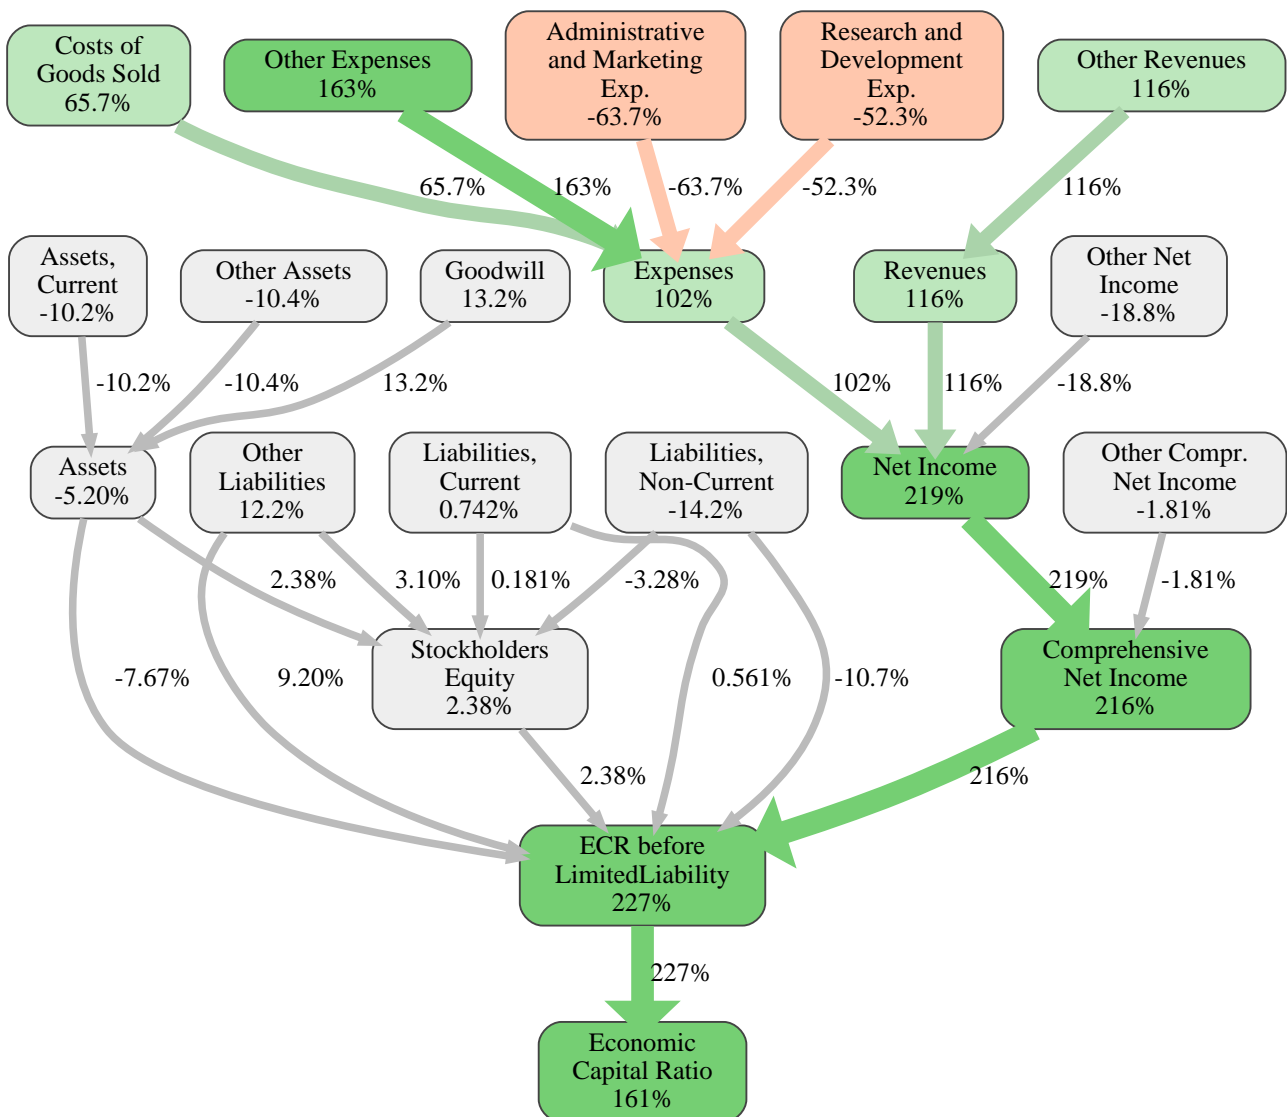 Costs of
Goods Sold
65.7%
Other Expenses
163%
Administrative
and Marketing
Exp.
-63.7%
Research and
Development
Exp.
-52.3%
Other Revenues
116%
65.7%
163%
-63.7%
-52.3%
116%
Assets,
Current
-10.2%
Other Assets
-10.4%
Goodwill
13.2%
Expenses
102%
Revenues
116%
Other Net
Income
-18.8%
-10.2%
-10.4%
13.2%
102%
116%
-18.8%
Assets
-5.20%
Other
Liabilities
12.2%
Liabilities,
Current
0.742%
Liabilities,
Non-Current
-14.2%
Net Income
219%
Other Compr.
Net Income
-1.81%
2.38%
3.10%
0.181%
-3.28%
219%
-1.81%
-7.67%
9.20%
Stockholders
Equity
2.38%
0.561%
-10.7%
Comprehensive
Net Income
216%
2.38%
216%
ECR before
LimitedLiability
227%
227%
Economic
Capital Ratio
161%